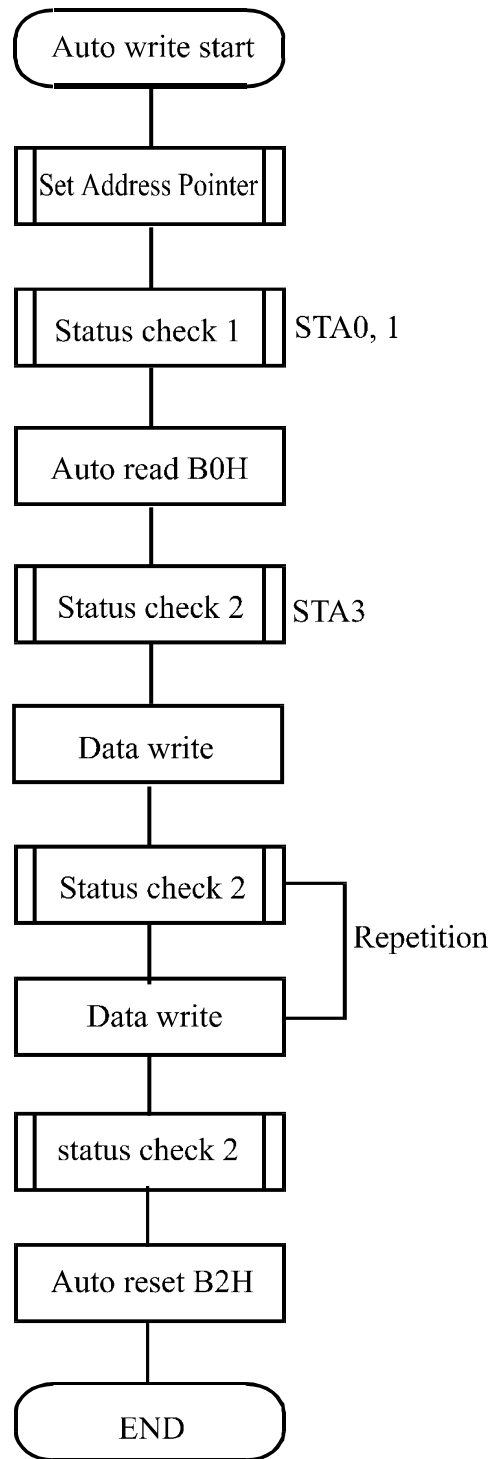 Auto write start
Set Address Pointer
Status check 1
STA0, 1
Auto read B0H
Status check 2
STA3
Data write
Status check 2
Repetition
Data write
status check 2
Auto reset B2H
END